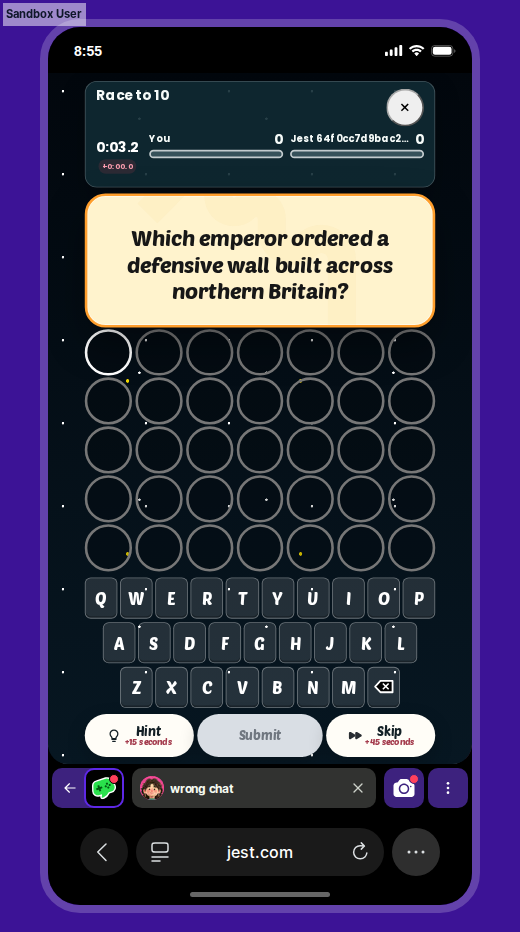 Sandbox User
8:55
Race to 10
×
0:03.2
+0:00.0
You 0
Jest 64f0cc7d9bac2... 0
Which emperor ordered a
defensive wall built across
northern Britain?
Q W E R T Y U I O P
A S D F G H J K L
Z X C V B N M
Hint
+15 seconds
Submit
Skip
+45 seconds
wrong chat
jest.com